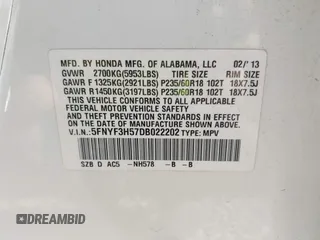 MFD. BY HONDA MFG. OF ALABAMA, LLC 02/'13
GVWR 2700KG(5953LBS) TIRE SIZE RIM SIZE
GAWR F 1325KG(2921LBS) P235/60R18 102T 18X7.5J
GAWR R 1450KG(3197LBS) P235/60R18 102T 18X7.5J
THIS VEHICLE CONFORMS TO ALL APPLICABLE
FEDERAL MOTOR VEHICLE SAFETY AND
THEFT PREVENTION STANDARDS IN EFFECT ON
THE DATE OF MANUFACTURE SHOWN ABOVE.
V.I.N.: 5FNYF3H57DB022202 TYPE: MPV
SZB D AC5 -NH578 -B -B
DREAMBID